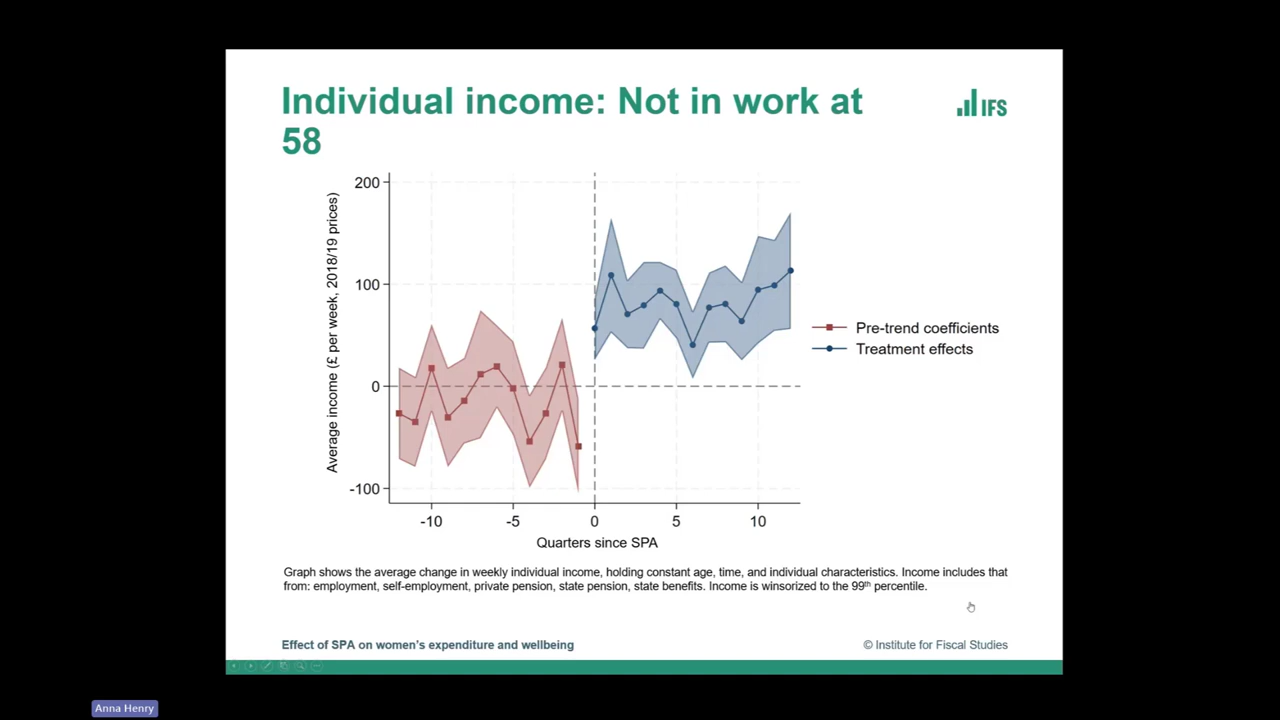 Individual income: Not in work at
58
IFS
Average income (£ per week, 2018/19 prices)
200
100
0
-100
-10
-5
0
5
10
Quarters since SPA
Pre-trend coefficients
Treatment effects
Graph shows the average change in weekly individual income, holding constant age, time, and individual characteristics. Income includes that
from: employment, self-employment, private pension, state pension, state benefits. Income is winsorized to the 99th percentile.
Effect of SPA on women’s expenditure and wellbeing
© Institute for Fiscal Studies
Anna Henry